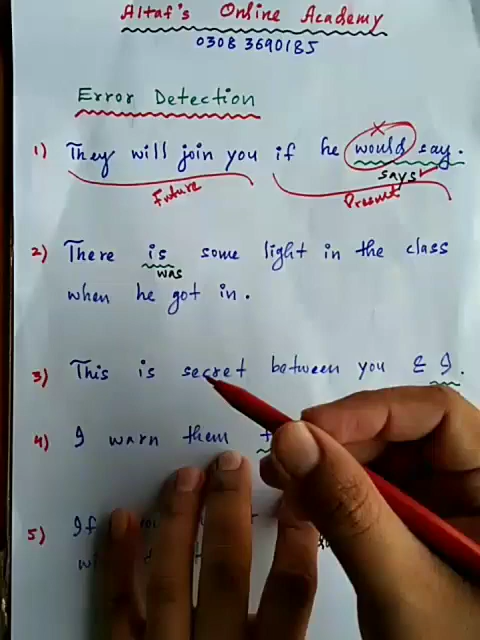 Altaf's Online Academy
0308 3690185
Error Detection
1) They will join you if he would say.
says
Future
Present
2) There is some light in the class
was
when he got in.
3) This is secret between you & I.
4) I warn them
5) If